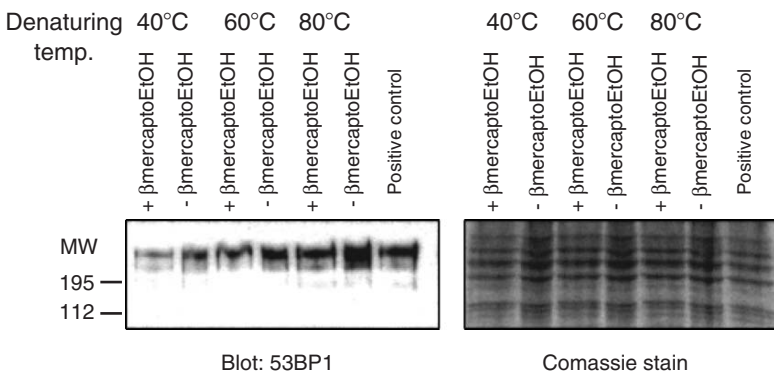 Denaturing 40°C 60°C 80°C
temp.
+ βmercaptoEtOH
- βmercaptoEtOH
+ βmercaptoEtOH
- βmercaptoEtOH
+ βmercaptoEtOH
- βmercaptoEtOH
Positive control
MW
195
112
Blot: 53BP1
40°C 60°C 80°C
+ βmercaptoEtOH
- βmercaptoEtOH
+ βmercaptoEtOH
- βmercaptoEtOH
+ βmercaptoEtOH
- βmercaptoEtOH
Positive control
Comassie stain